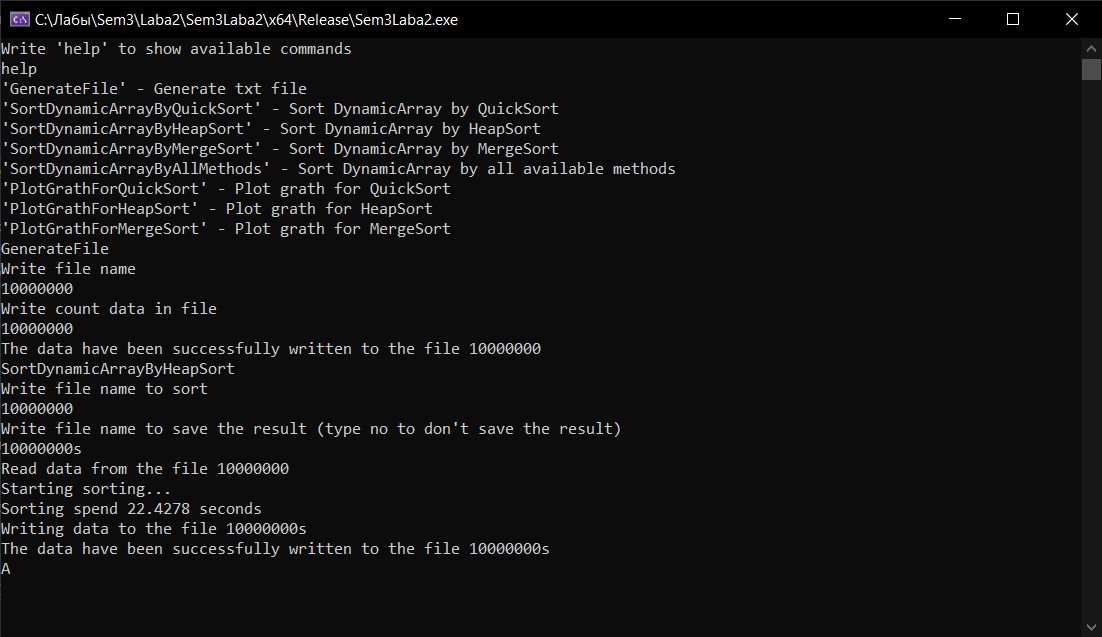 C:\Лабы\Sem3\Laba2\Sem3Laba2\x64\Release\Sem3Laba2.exe
Write 'help' to show available commands
help
'GenerateFile' - Generate txt file
'SortDynamicArrayByQuickSort' - Sort DynamicArray by QuickSort
'SortDynamicArrayByHeapSort' - Sort DynamicArray by HeapSort
'SortDynamicArrayByMergeSort' - Sort DynamicArray by MergeSort
'SortDynamicArrayByAllMethods' - Sort DynamicArray by all available methods
'PlotGrathForQuickSort' - Plot grath for QuickSort
'PlotGrathForHeapSort' - Plot grath for HeapSort
'PlotGrathForMergeSort' - Plot grath for MergeSort
GenerateFile
Write file name
10000000
Write count data in file
10000000
The data have been successfully written to the file 10000000
SortDynamicArrayByHeapSort
Write file name to sort
10000000
Write file name to save the result (type no to don't save the result)
10000000s
Read data from the file 10000000
Starting sorting...
Sorting spend 22.4278 seconds
Writing data to the file 10000000s
The data have been successfully written to the file 10000000s
A